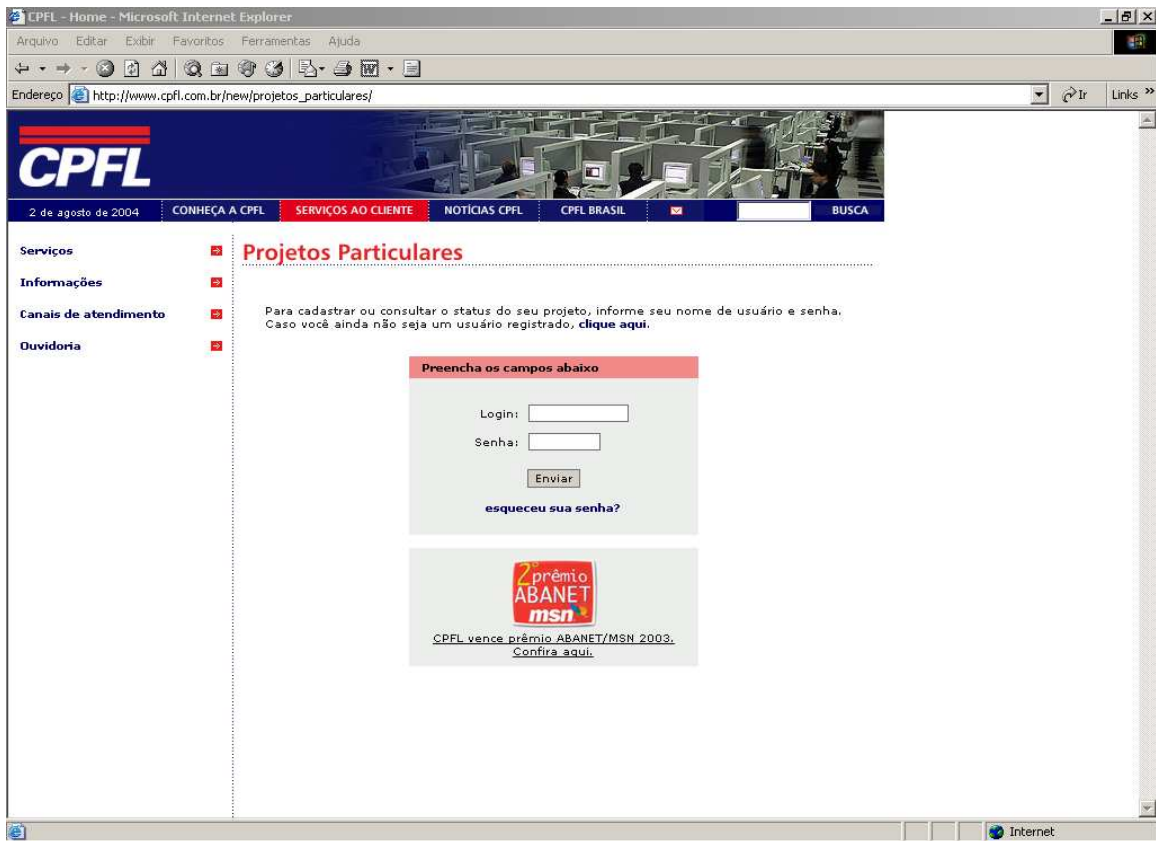 CPFL - Home - Microsoft Internet Explorer
Arquivo Editar Exibir Favoritos Ferramentas Ajuda
Endereço http://www.cpfl.com.br/new/projetos_particulares/ Ir Links »
CPFL
2 de agosto de 2004 CONHEÇA A CPFL SERVIÇOS AO CLIENTE NOTÍCIAS CPFL CPFL BRASIL BUSCA
Serviços
Informações
Canais de atendimento
Ouvidoria
Projetos Particulares
Para cadastrar ou consultar o status do seu projeto, informe seu nome de usuário e senha.
Caso você ainda não seja um usuário registrado, clique aqui.
Preencha os campos abaixo
Login:
Senha:
Enviar
esqueceu sua senha?
2º prêmio
ABANET
msn
CPFL vence prêmio ABANET/MSN 2003.
Confira aqui.
Internet